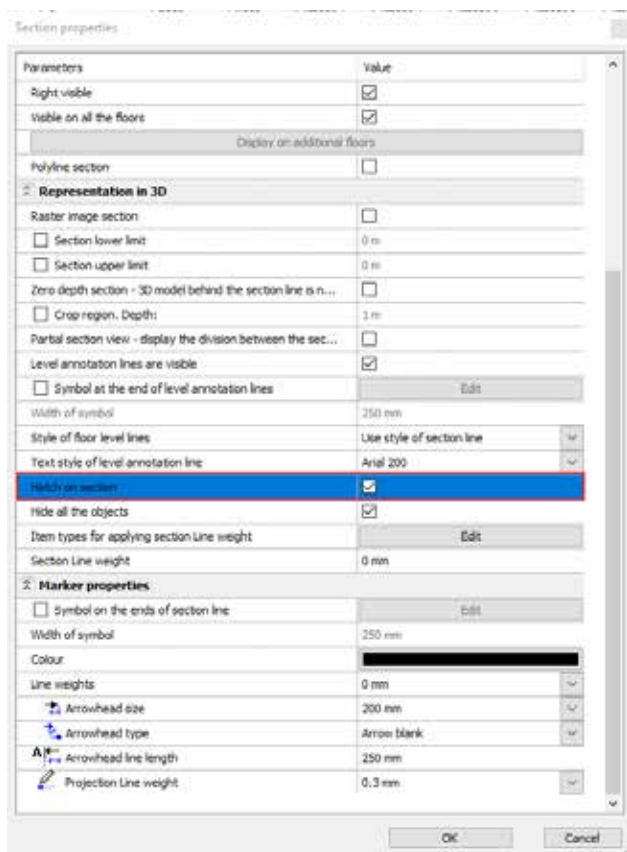 Section properties
Parameters Value
Right visible
Visible on all the floors
Display on additional floors
Polyline section
Representation in 3D
Raster image section
Section lower limit 0 m
Section upper limit 0 m
Zero depth section - 3D model behind the section line is n...
Crop region. Depth: 1 m
Partial section view - display the division between the sec...
Level annotation lines are visible
Symbol at the end of level annotation lines Edit
Width of symbol 250 mm
Style of floor level lines Use style of section line
Text style of level annotation line Arial 200
Hatch on section
Hide all the objects
Item types for applying section Line weight Edit
Section Line weight 0 mm
Marker properties
Symbol on the ends of section line Edit
Width of symbol 250 mm
Colour
Line weights 0 mm
Arrowhead size 200 mm
Arrowhead type Arrow blank
A Arrowhead line length 250 mm
Projection Line weight 0.3 mm
OK Cancel